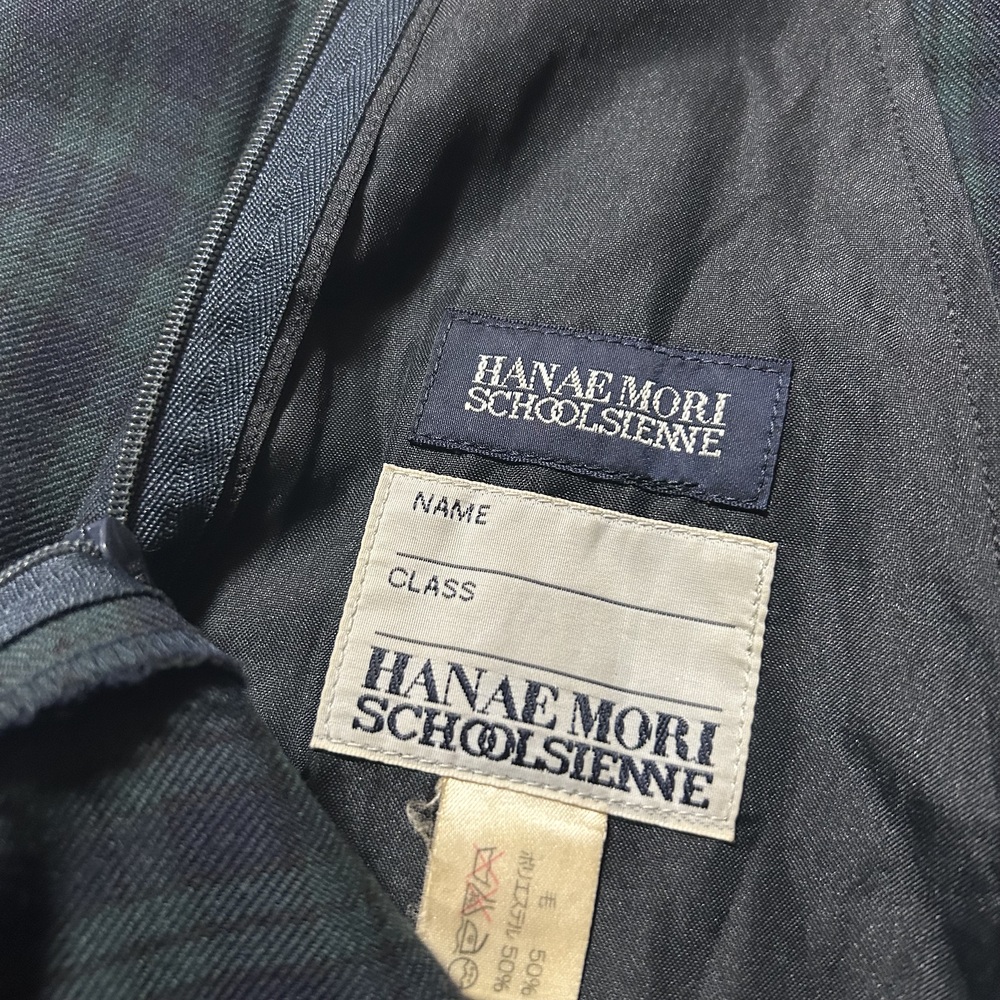 HANAE MORI
SCHOOLSIENNE
NAME
CLASS
HANAE MORI
SCHOOLSIENNE
毛 50%
ポリエステル 50%